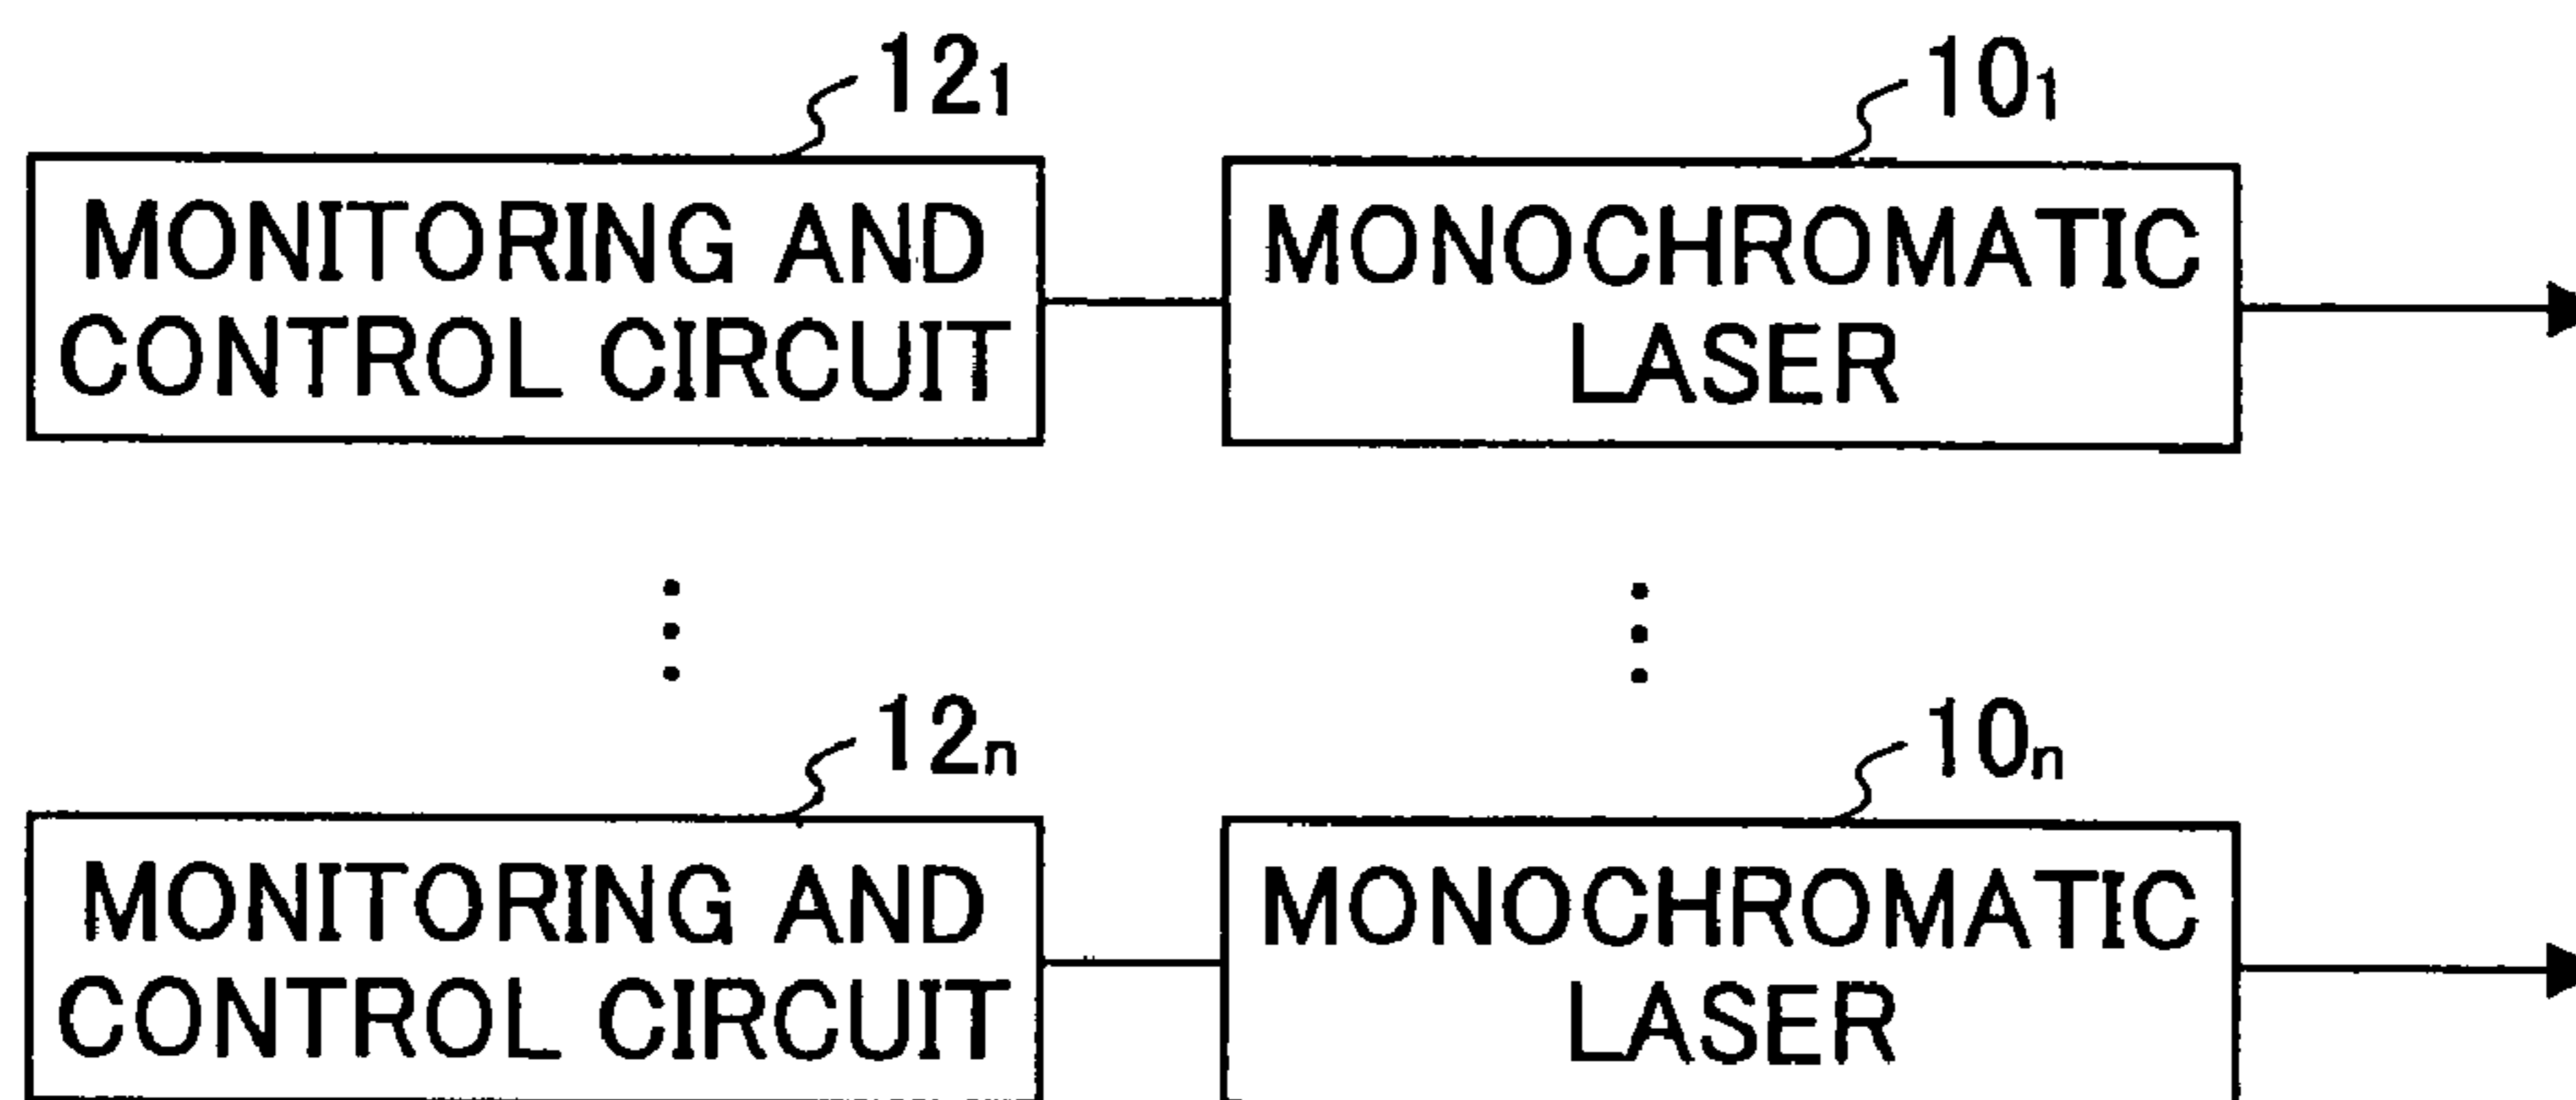 12₁
10₁
MONITORING AND
CONTROL CIRCUIT
MONOCHROMATIC
LASER
12ₙ
10ₙ
MONITORING AND
CONTROL CIRCUIT
MONOCHROMATIC
LASER